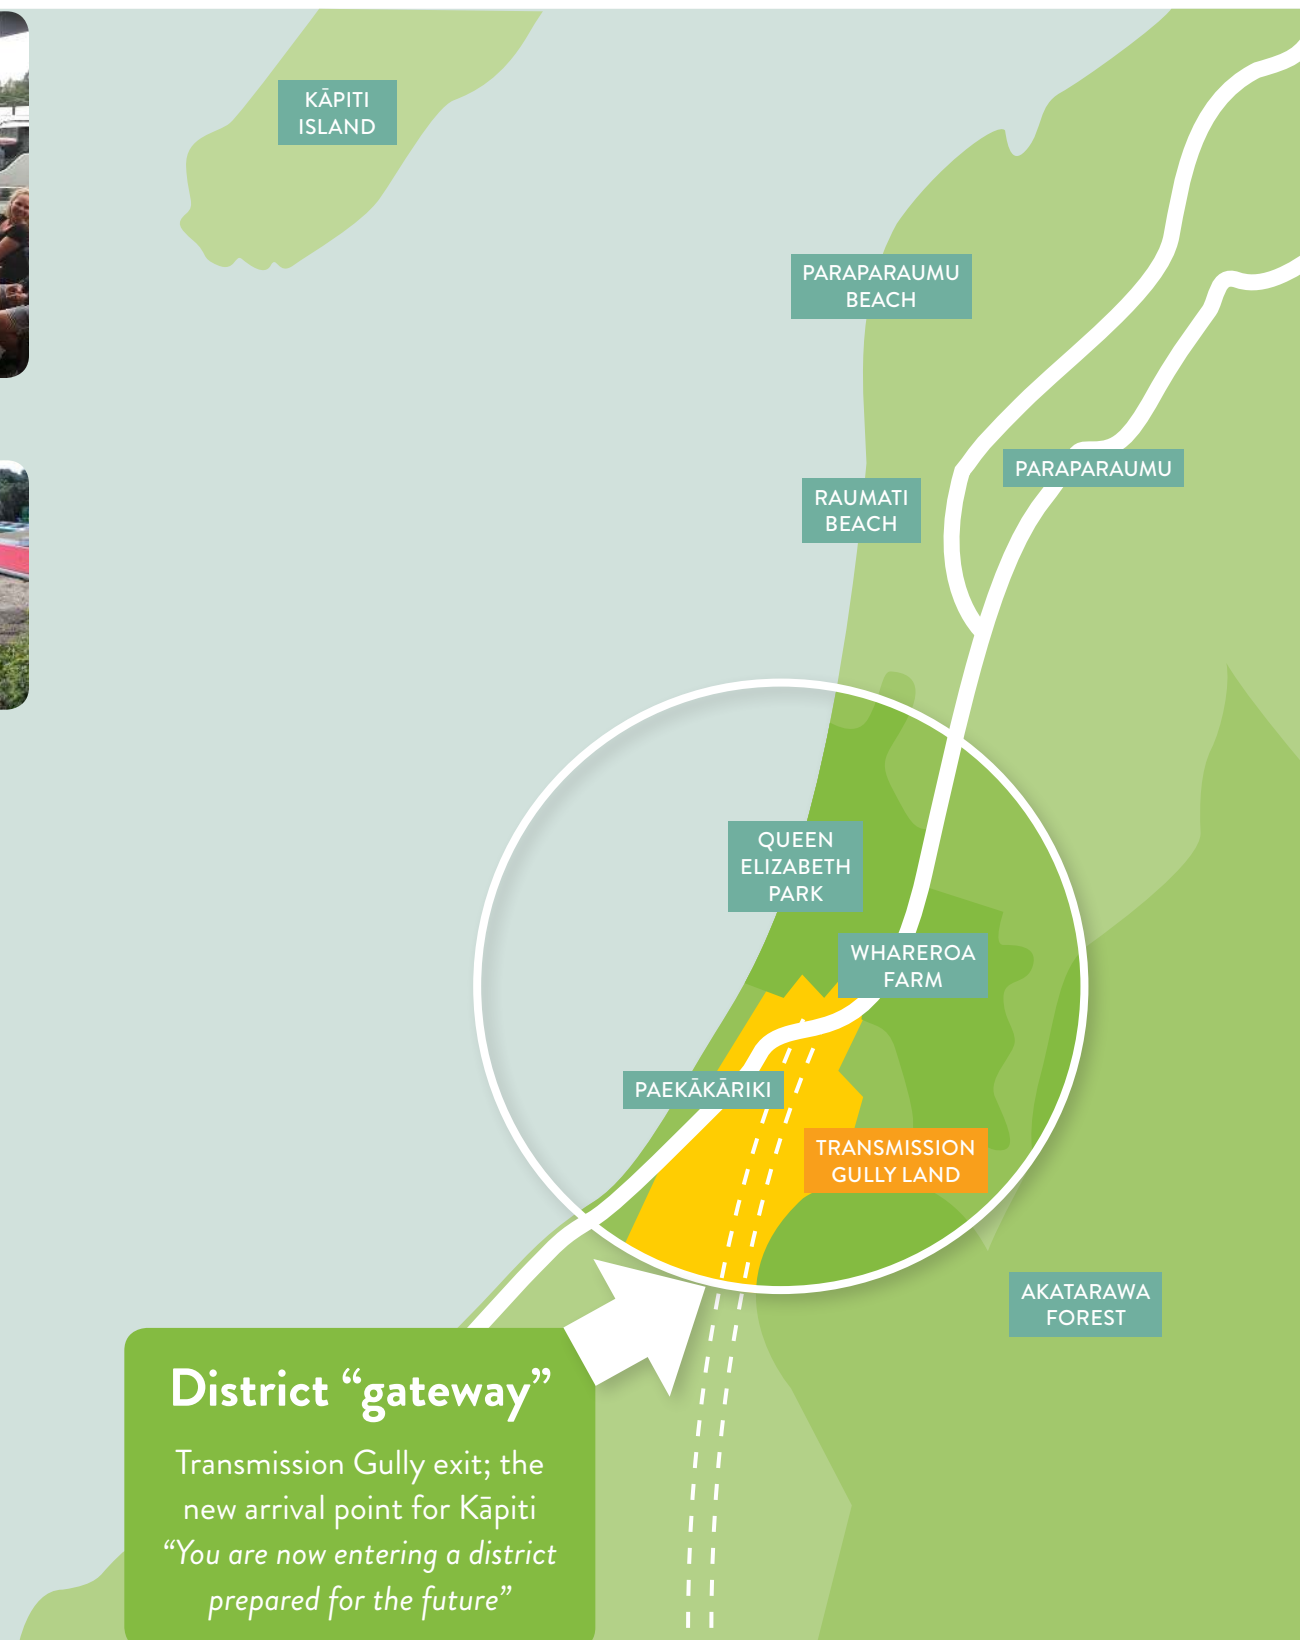 KĀPITI
ISLAND
PARAPARAUMU
BEACH
PARAPARAUMU
RAUMATI
BEACH
QUEEN
ELIZABETH
PARK
WHAREROA
FARM
PAEKĀKĀRIKI
TRANSMISSION
GULLY LAND
AKATARAWA
FOREST
District “gateway”
Transmission Gully exit; the
new arrival point for Kāpiti
“You are now entering a district
prepared for the future”